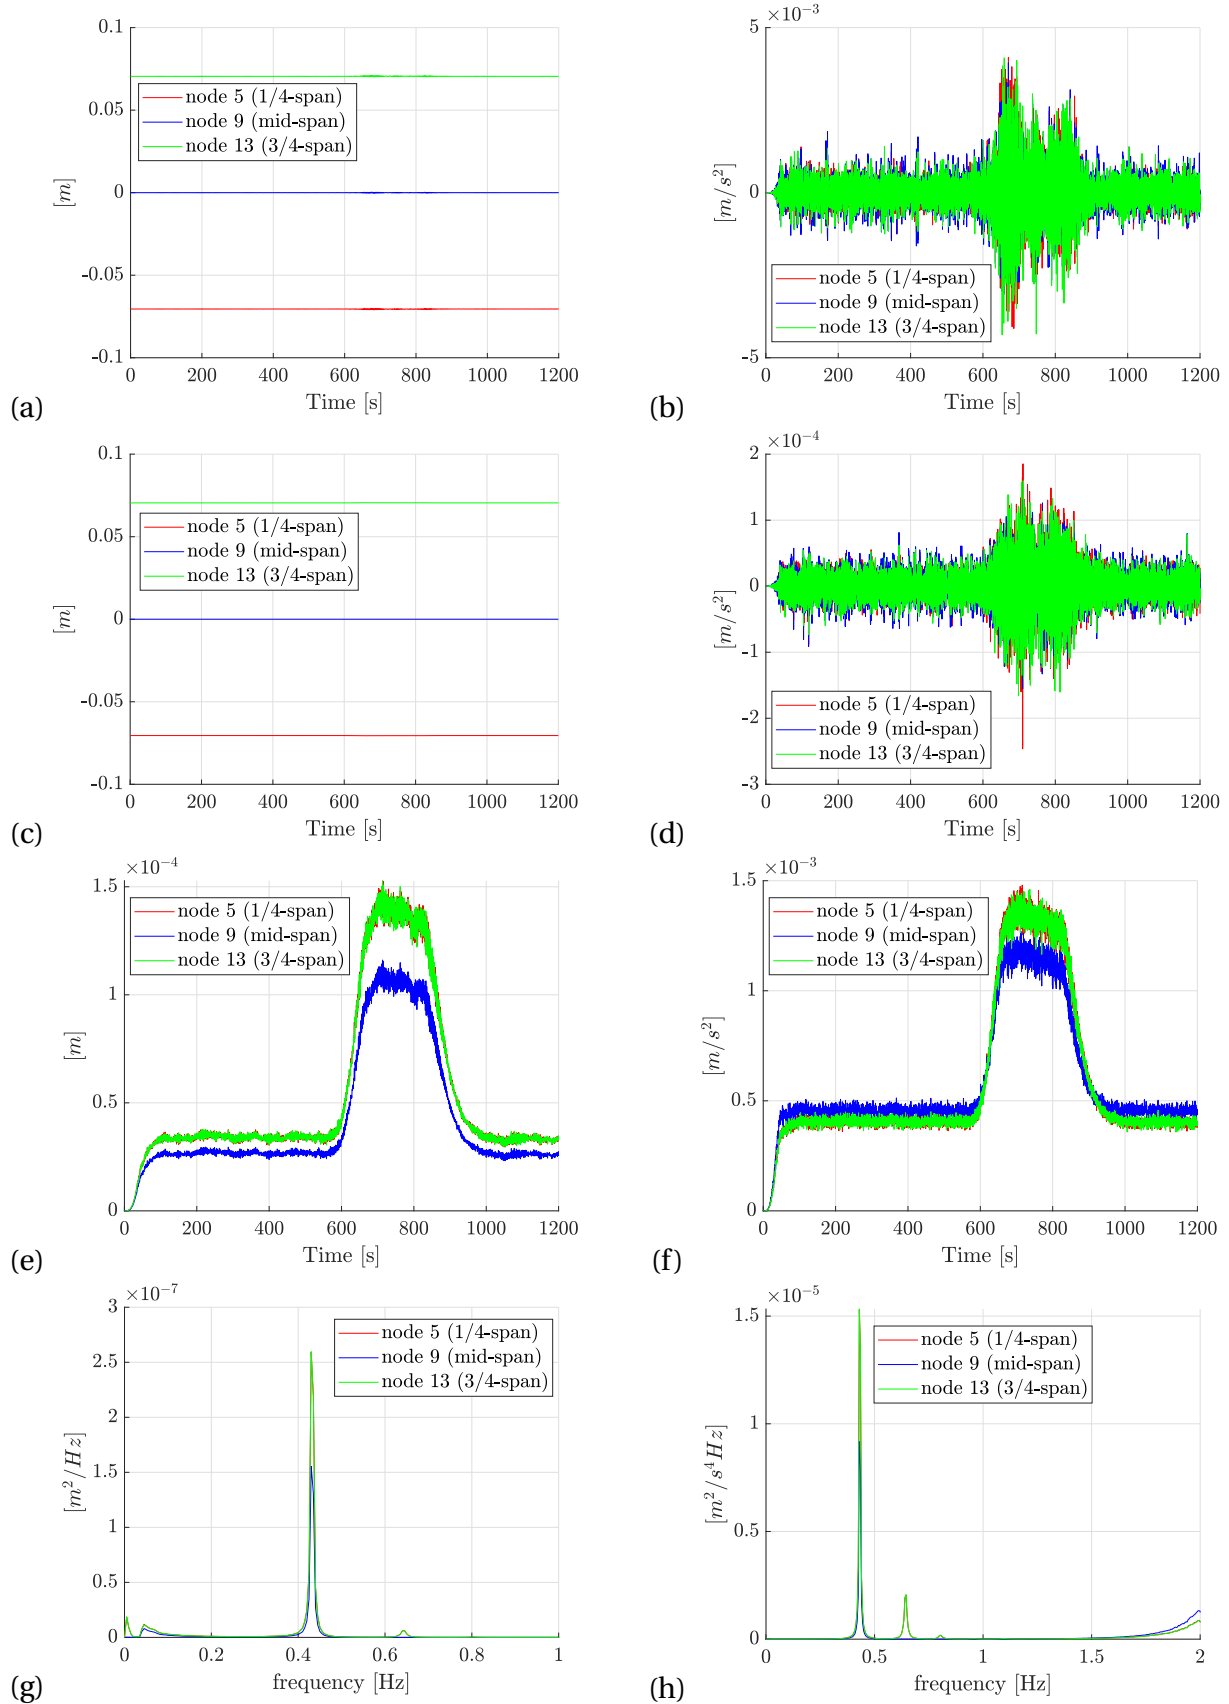 0.1
0.05
0
-0.05
-0.1
[m]
node 5 (1/4-span)
node 9 (mid-span)
node 13 (3/4-span)
0 200 400 600 800 1000 1200
Time [s]
(a)
×10⁻³
5
0
-5
[m/s²]
node 5 (1/4-span)
node 9 (mid-span)
node 13 (3/4-span)
0 200 400 600 800 1000 1200
Time [s]
(b)
0.1
0.05
0
-0.05
-0.1
[m]
node 5 (1/4-span)
node 9 (mid-span)
node 13 (3/4-span)
0 200 400 600 800 1000 1200
Time [s]
(c)
×10⁻⁴
2
1
0
-1
-2
-3
[m/s²]
node 5 (1/4-span)
node 9 (mid-span)
node 13 (3/4-span)
0 200 400 600 800 1000 1200
Time [s]
(d)
×10⁻⁴
1.5
1
0.5
0
[m]
node 5 (1/4-span)
node 9 (mid-span)
node 13 (3/4-span)
0 200 400 600 800 1000 1200
Time [s]
(e)
×10⁻³
1.5
1
0.5
0
[m/s²]
node 5 (1/4-span)
node 9 (mid-span)
node 13 (3/4-span)
0 200 400 600 800 1000 1200
Time [s]
(f)
×10⁻⁷
3
2.5
2
1.5
1
0.5
0
[m²/Hz]
node 5 (1/4-span)
node 9 (mid-span)
node 13 (3/4-span)
0 0.2 0.4 0.6 0.8 1
frequency [Hz]
(g)
×10⁻⁵
1.5
1
0.5
0
[m²/s⁴Hz]
node 5 (1/4-span)
node 9 (mid-span)
node 13 (3/4-span)
0 0.5 1 1.5 2
frequency [Hz]
(h)